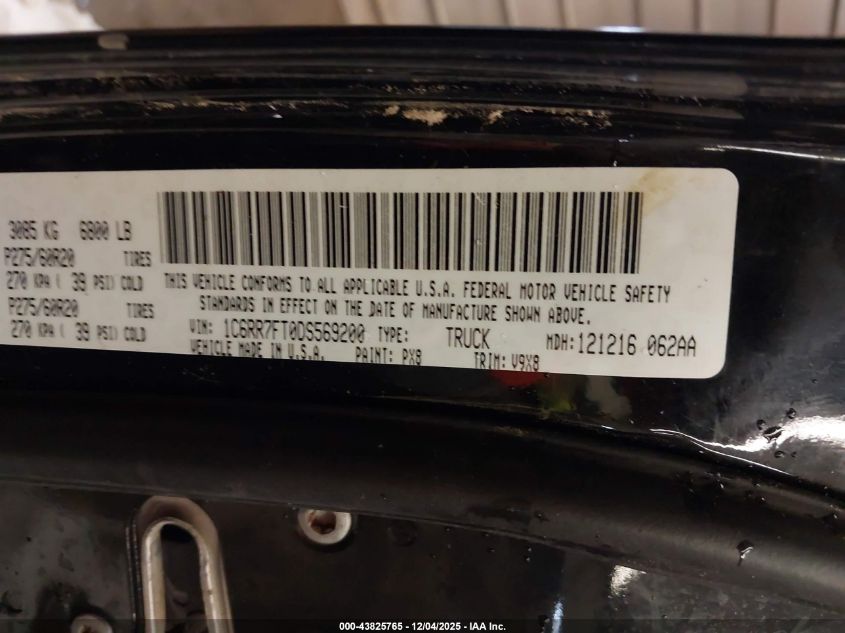 3085 KG 6800 LB
P275/60R20 TIRES
270 KPA ( 39 PSI) COLD
P275/60R20 TIRES
270 KPA ( 39 PSI) COLD
THIS VEHICLE CONFORMS TO ALL APPLICABLE U.S.A. FEDERAL MOTOR VEHICLE SAFETY
STANDARDS IN EFFECT ON THE DATE OF MANUFACTURE SHOWN ABOVE.
VIN: 1C6RR7FT0DS569200 TYPE: TRUCK MDH: 121216 062AA
VEHICLE MADE IN U.S.A. PAINT: PX8 TRIM: V9X8
000-43825765 - 12/04/2025 - IAA Inc.